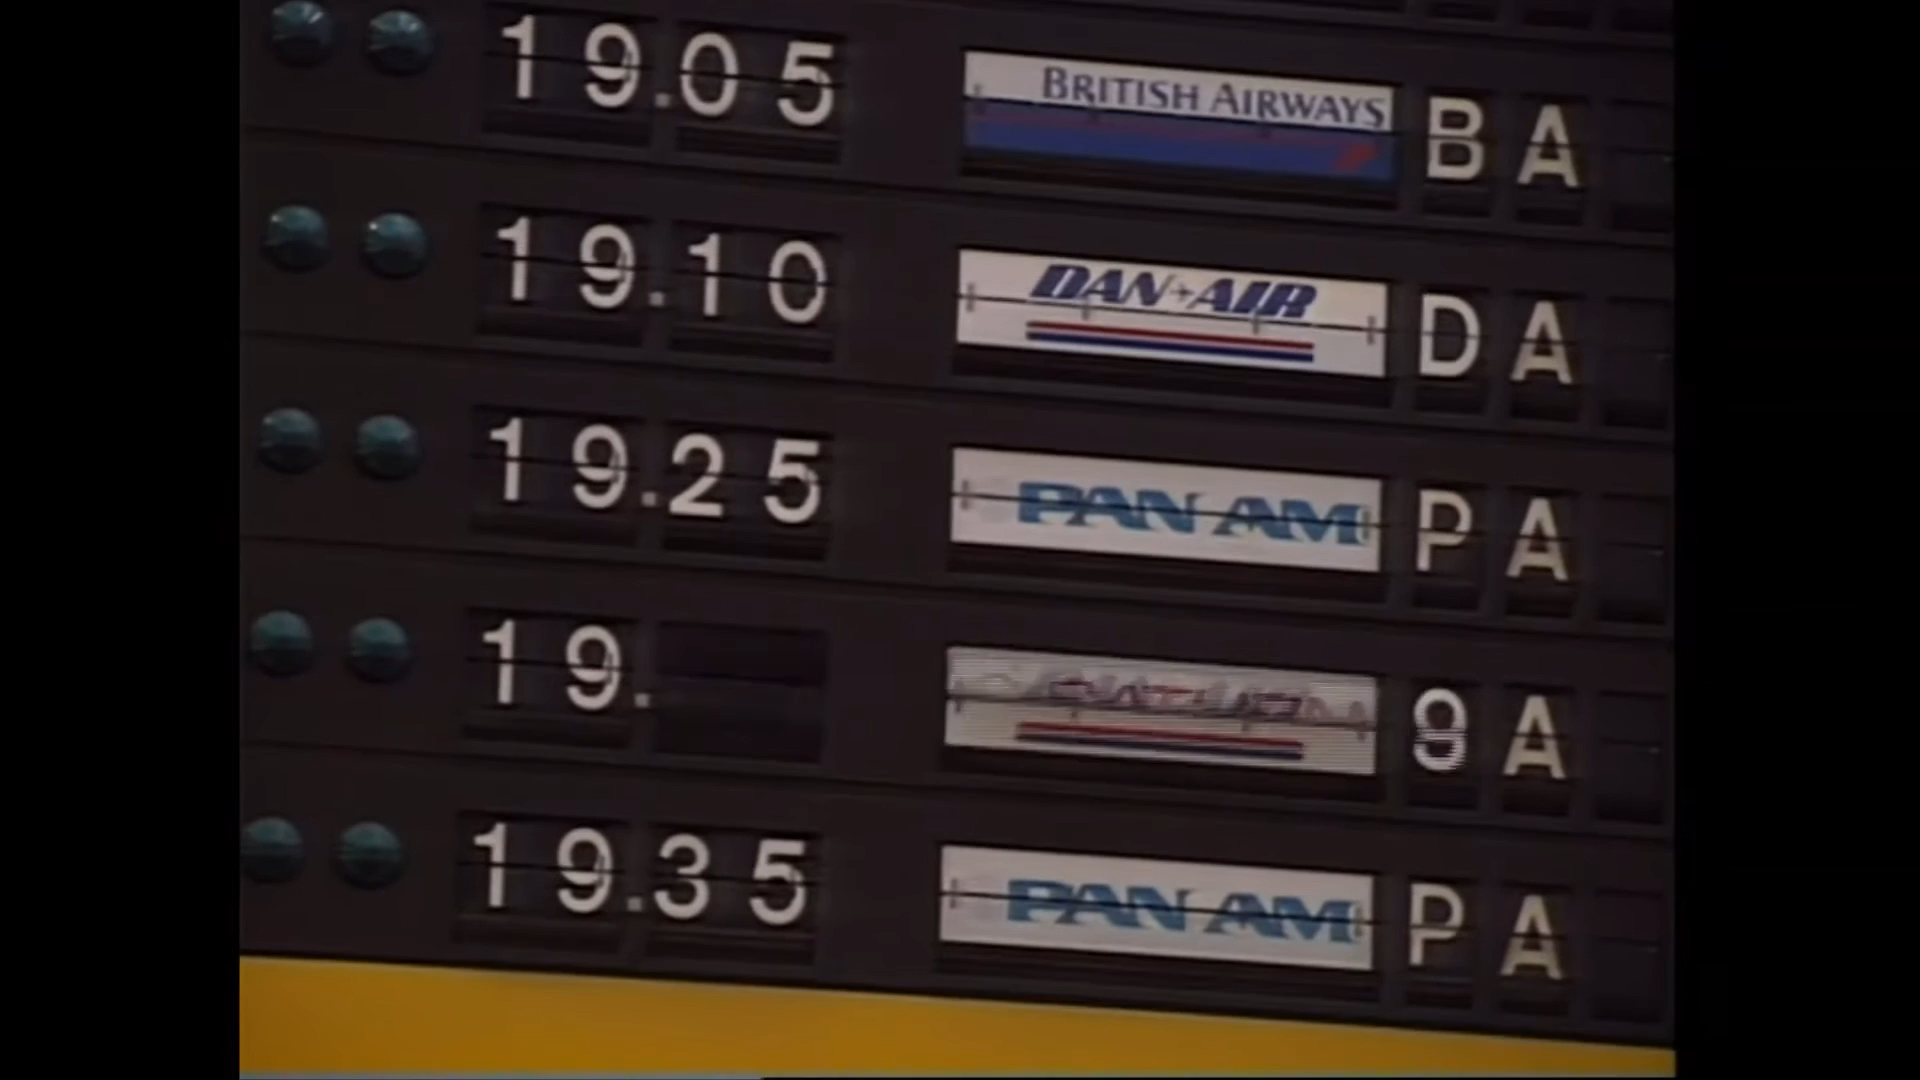 19.05 BRITISH AIRWAYS BA
19.10 DAN-AIR DA
19.25 PAN AM PA
19. 9A
19.35 PAN AM PA